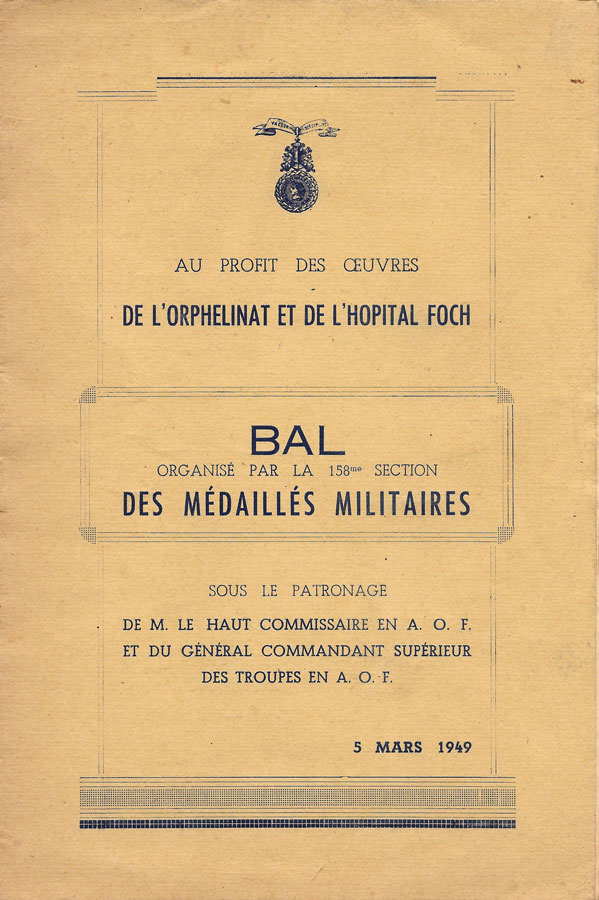 AU PROFIT DES ŒUVRES
DE L'ORPHELINAT ET DE L'HOPITAL FOCH
BAL
ORGANISÉ PAR LA 158me SECTION
DES MÉDAILLÉS MILITAIRES
SOUS LE PATRONAGE
DE M. LE HAUT COMMISSAIRE EN A. O. F.
ET DU GÉNÉRAL COMMANDANT SUPÉRIEUR
DES TROUPES EN A. O. F.
5 MARS 1949